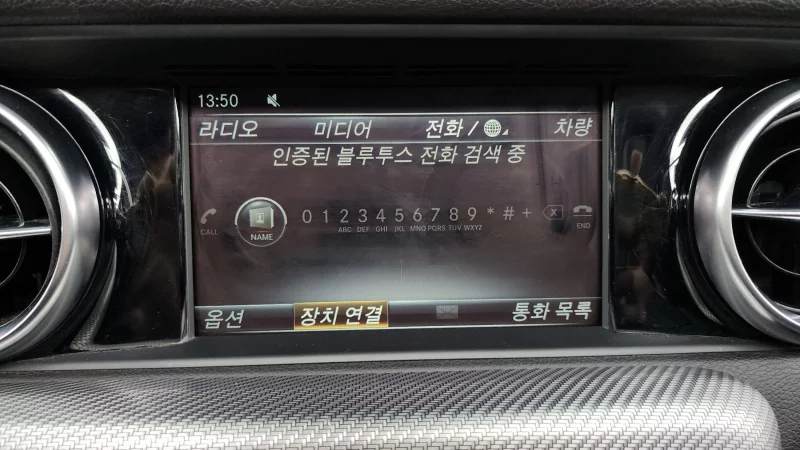 13:50
라디오 미디어 전화 / 차량
인증된 블루투스 전화 검색 중
CALL NAME 0 1 2 3 4 5 6 7 8 9 * # + X END
ABC DEF GHI JKL MNO PQRS TUV WXYZ
옵션 장치 연결 통화 목록